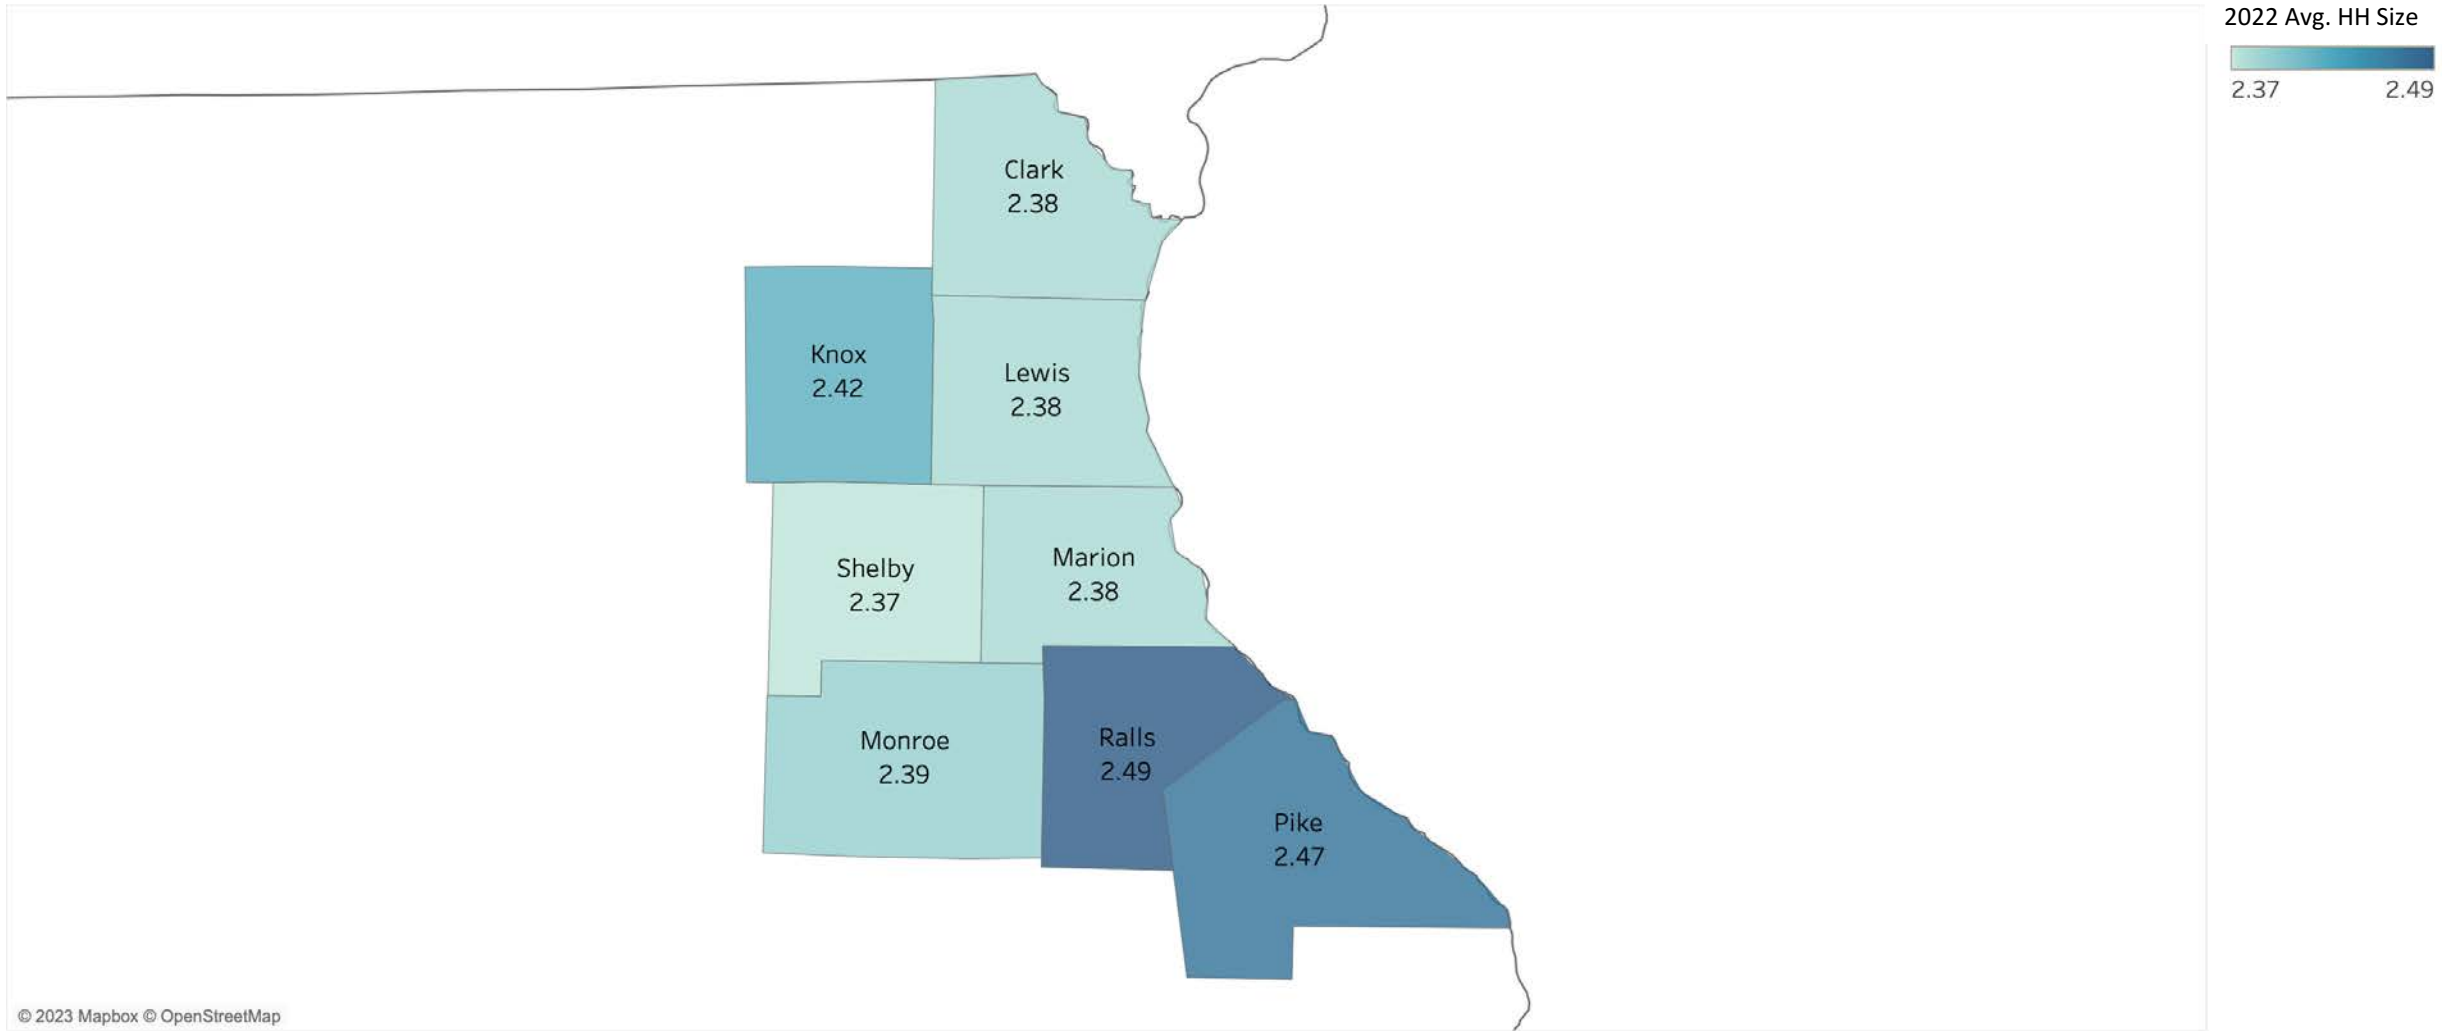 2022 Avg. HH Size
2.37 2.49
Clark
2.38
Knox
2.42
Lewis
2.38
Shelby
2.37
Marion
2.38
Monroe
2.39
Ralls
2.49
Pike
2.47
© 2023 Mapbox © OpenStreetMap